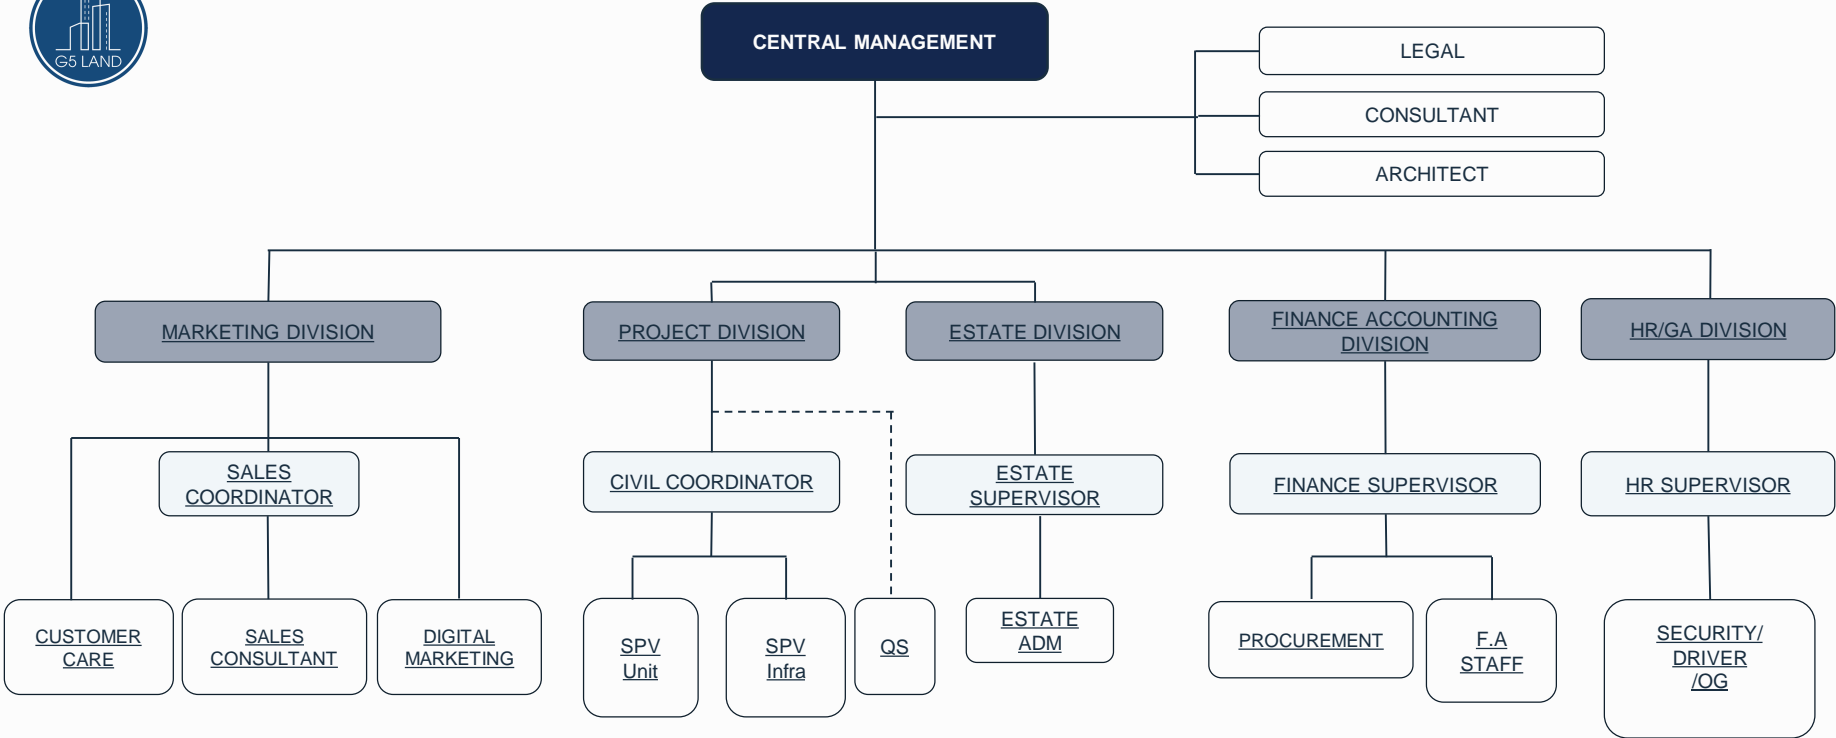 G5 LAND
CENTRAL MANAGEMENT
LEGAL
CONSULTANT
ARCHITECT
MARKETING DIVISION
PROJECT DIVISION
ESTATE DIVISION
FINANCE ACCOUNTING
DIVISION
HR/GA DIVISION
SALES
COORDINATOR
CIVIL COORDINATOR
ESTATE
SUPERVISOR
FINANCE SUPERVISOR
HR SUPERVISOR
CUSTOMER
CARE
SALES
CONSULTANT
DIGITAL
MARKETING
SPV
Unit
SPV
Infra
QS
ESTATE
ADM
PROCUREMENT
F.A
STAFF
SECURITY/
DRIVER
/OG